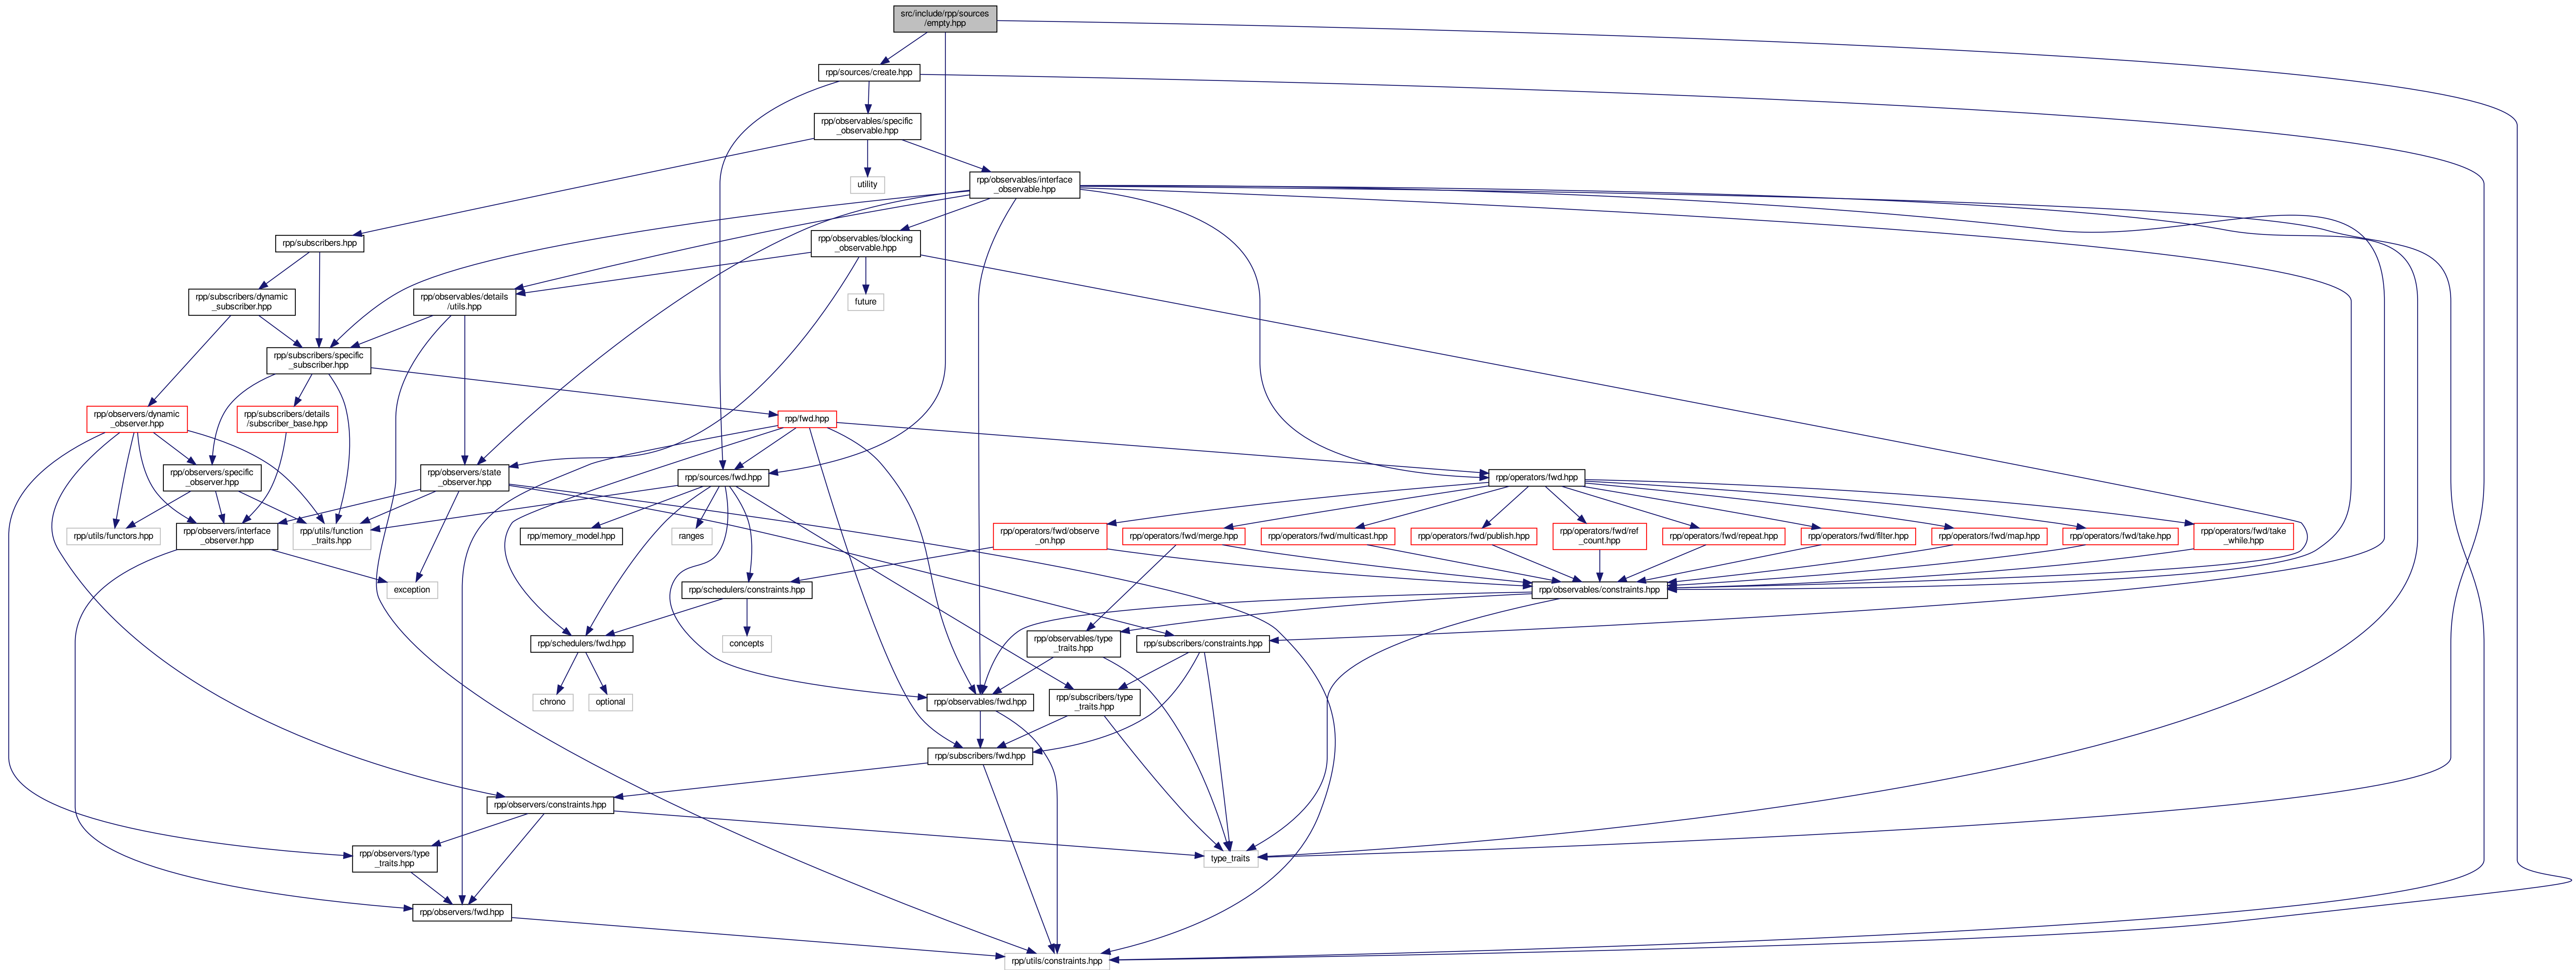 src/include/rpp/sources
/empty.hpp
rpp/sources/create.hpp
rpp/observables/specific
_observable.hpp
utility
rpp/observables/interface
_observable.hpp
rpp/subscribers.hpp
rpp/observables/blocking
_observable.hpp
rpp/subscribers/dynamic
_subscriber.hpp
rpp/observables/details
/utils.hpp
future
rpp/subscribers/specific
_subscriber.hpp
rpp/observers/dynamic
_observer.hpp
rpp/subscribers/details
/subscriber_base.hpp
rpp/fwd.hpp
rpp/observers/specific
_observer.hpp
rpp/observers/state
_observer.hpp
rpp/sources/fwd.hpp
rpp/operators/fwd.hpp
rpp/utils/functors.hpp
rpp/observers/interface
_observer.hpp
rpp/utils/function
_traits.hpp
rpp/memory_model.hpp
ranges
rpp/operators/fwd/observe
_on.hpp
rpp/operators/fwd/merge.hpp
rpp/operators/fwd/multicast.hpp
rpp/operators/fwd/publish.hpp
rpp/operators/fwd/ref
_count.hpp
rpp/operators/fwd/repeat.hpp
rpp/operators/fwd/filter.hpp
rpp/operators/fwd/map.hpp
rpp/operators/fwd/take.hpp
rpp/operators/fwd/take
_while.hpp
exception
rpp/schedulers/constraints.hpp
rpp/observables/constraints.hpp
rpp/schedulers/fwd.hpp
concepts
rpp/observables/type
_traits.hpp
rpp/subscribers/constraints.hpp
chrono
optional
rpp/observables/fwd.hpp
rpp/subscribers/type
_traits.hpp
rpp/subscribers/fwd.hpp
rpp/observers/constraints.hpp
rpp/observers/type
_traits.hpp
type_traits
rpp/observers/fwd.hpp
rpp/utils/constraints.hpp